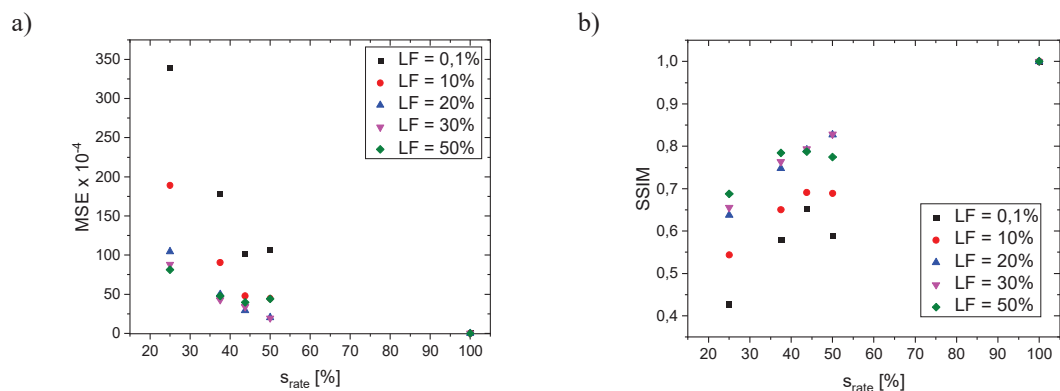 a)
350
300
250
200
150
100
50
0
MSE x 10-4
20 30 40 50 60 70 80 90 100
srate [%]
LF = 0,1%
LF = 10%
LF = 20%
LF = 30%
LF = 50%
b)
1,0
0,9
0,8
0,7
0,6
0,5
0,4
SSIM
20 30 40 50 60 70 80 90 100
srate [%]
LF = 0,1%
LF = 10%
LF = 20%
LF = 30%
LF = 50%